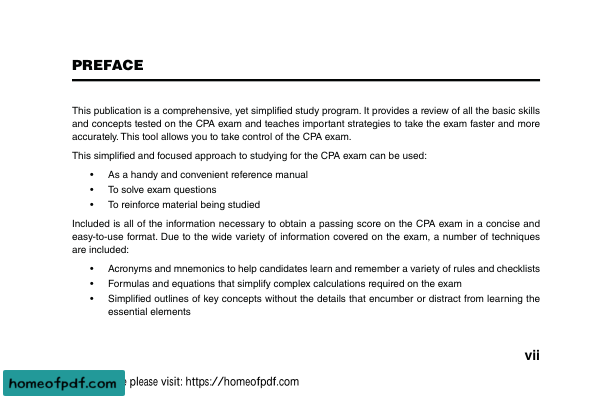 PREFACE
This publication is a comprehensive, yet simplified study program. It provides a review of all the basic skills
and concepts tested on the CPA exam and teaches important strategies to take the exam faster and more
accurately. This tool allows you to take control of the CPA exam.
This simplified and focused approach to studying for the CPA exam can be used:
• As a handy and convenient reference manual
• To solve exam questions
• To reinforce material being studied
Included is all of the information necessary to obtain a passing score on the CPA exam in a concise and
easy-to-use format. Due to the wide variety of information covered on the exam, a number of techniques
are included:
• Acronyms and mnemonics to help candidates learn and remember a variety of rules and checklists
• Formulas and equations that simplify complex calculations required on the exam
• Simplified outlines of key concepts without the details that encumber or distract from learning the
essential elements
vii
homeofpdf.com please visit: https://homeofpdf.com